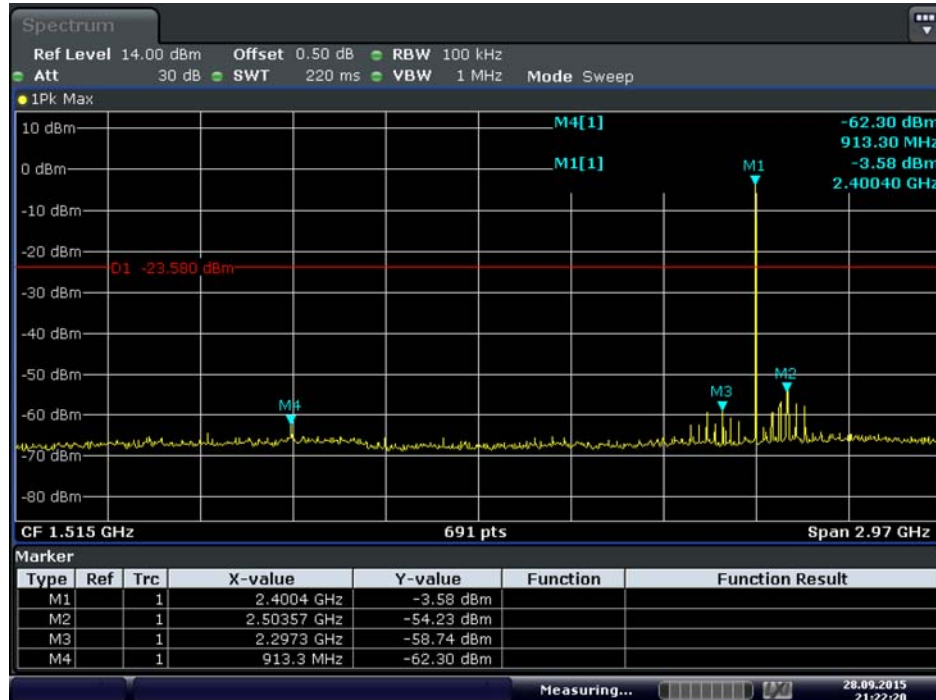 Spectrum
Ref Level 14.00 dBm Offset 0.50 dB RBW 100 kHz
Att 30 dB SWT 220 ms VBW 1 MHz Mode Sweep
1Pk Max
10 dBm
M4[1] -62.30 dBm
913.30 MHz
0 dBm
M1[1] -3.58 dBm
M1
2.40040 GHz
-10 dBm
-20 dBm
D1 -23.580 dBm
-30 dBm
-40 dBm
-50 dBm
M2
M3
M4
-60 dBm
-70 dBm
-80 dBm
CF 1.515 GHz 691 pts Span 2.97 GHz
Marker
Type Ref Trc X-value Y-value Function Function Result
M1 1 2.4004 GHz -3.58 dBm
M2 1 2.50357 GHz -54.23 dBm
M3 1 2.2973 GHz -58.74 dBm
M4 1 913.3 MHz -62.30 dBm
Measuring... 28.09.2015
21:22:20